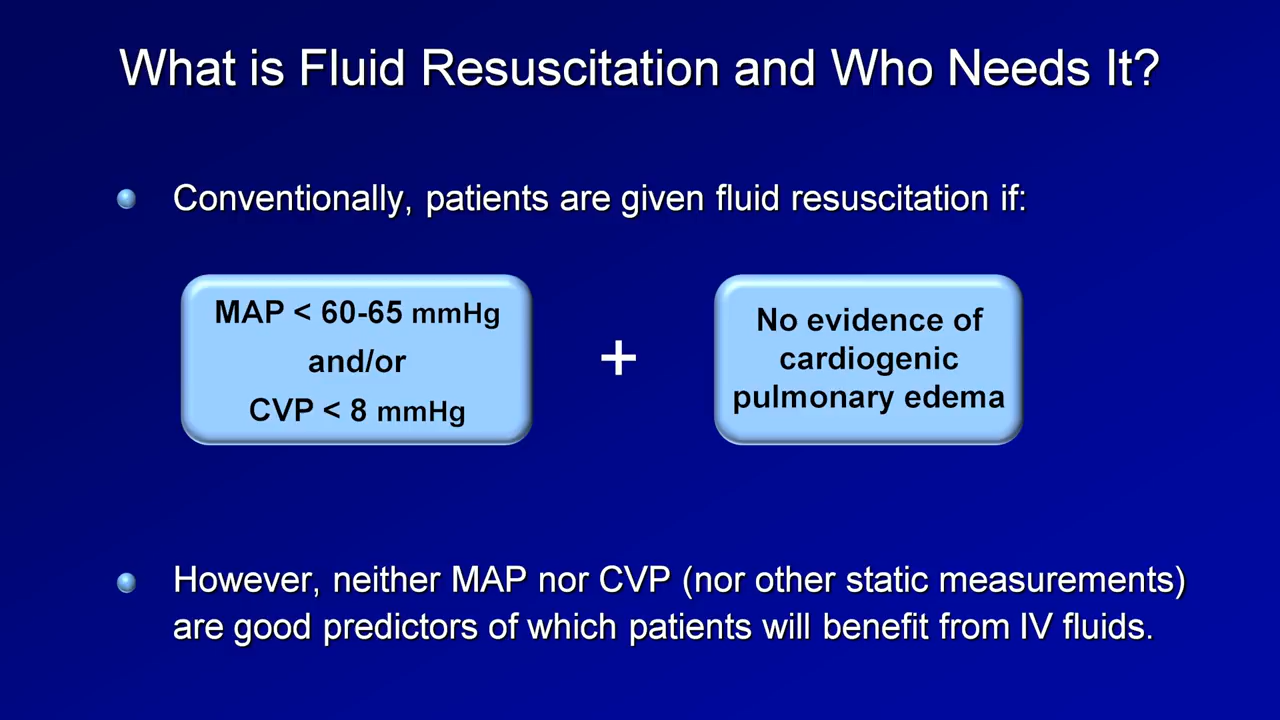 What is Fluid Resuscitation and Who Needs It?
Conventionally, patients are given fluid resuscitation if:
MAP < 60-65 mmHg
and/or
CVP < 8 mmHg
+
No evidence of
cardiogenic
pulmonary edema
However, neither MAP nor CVP (nor other static measurements)
are good predictors of which patients will benefit from IV fluids.